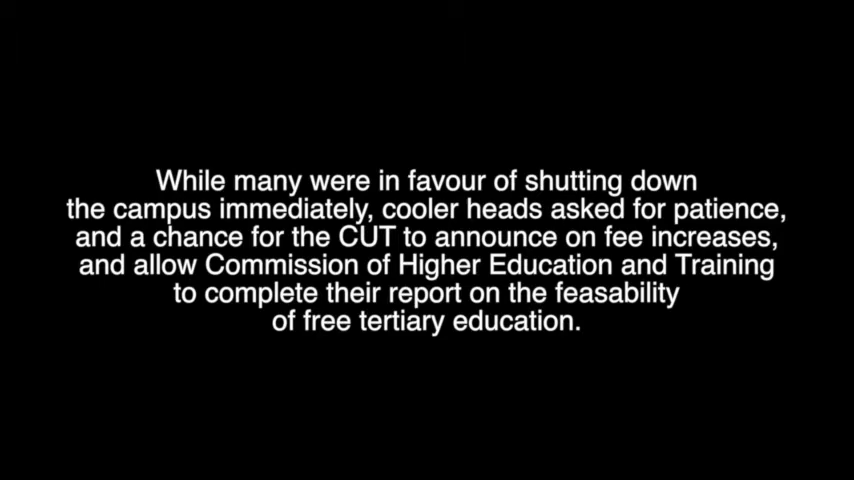 While many were in favour of shutting down
the campus immediately, cooler heads asked for patience,
and a chance for the CUT to announce on fee increases,
and allow Commission of Higher Education and Training
to complete their report on the feasability
of free tertiary education.